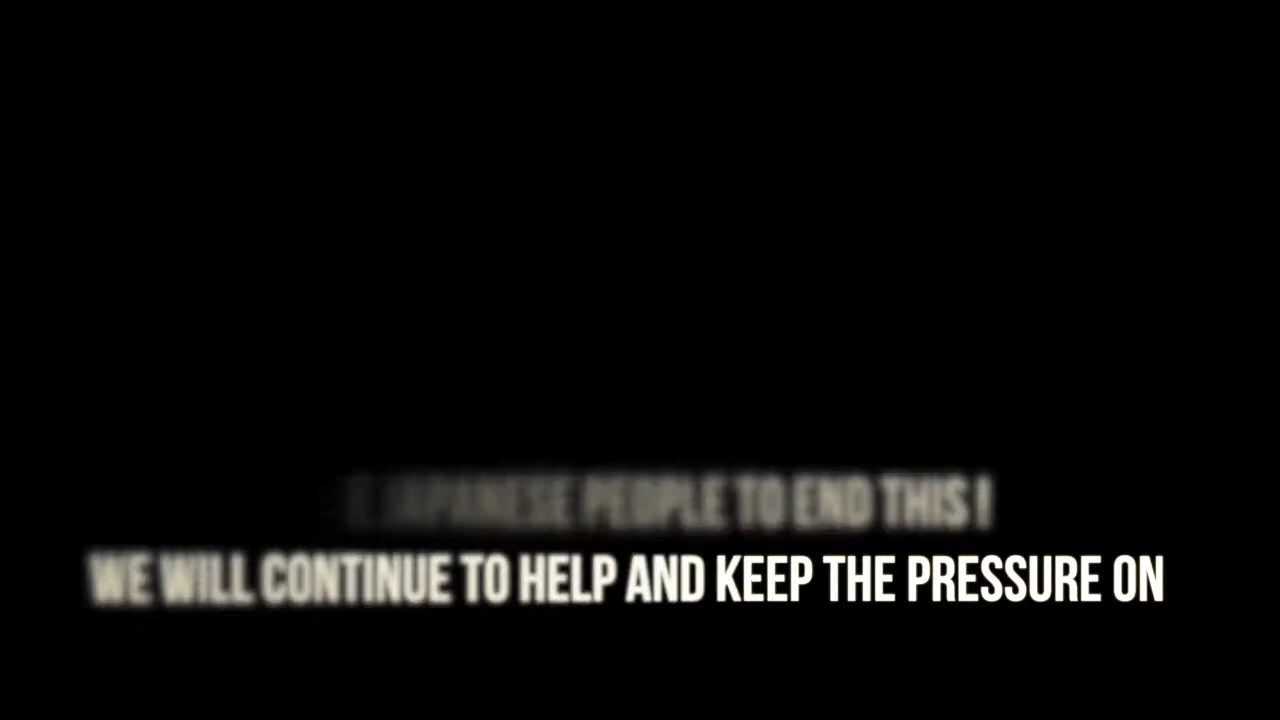 JAPANESE PEOPLE TO END THIS !
WE WILL CONTINUE TO HELP AND KEEP THE PRESSURE ON